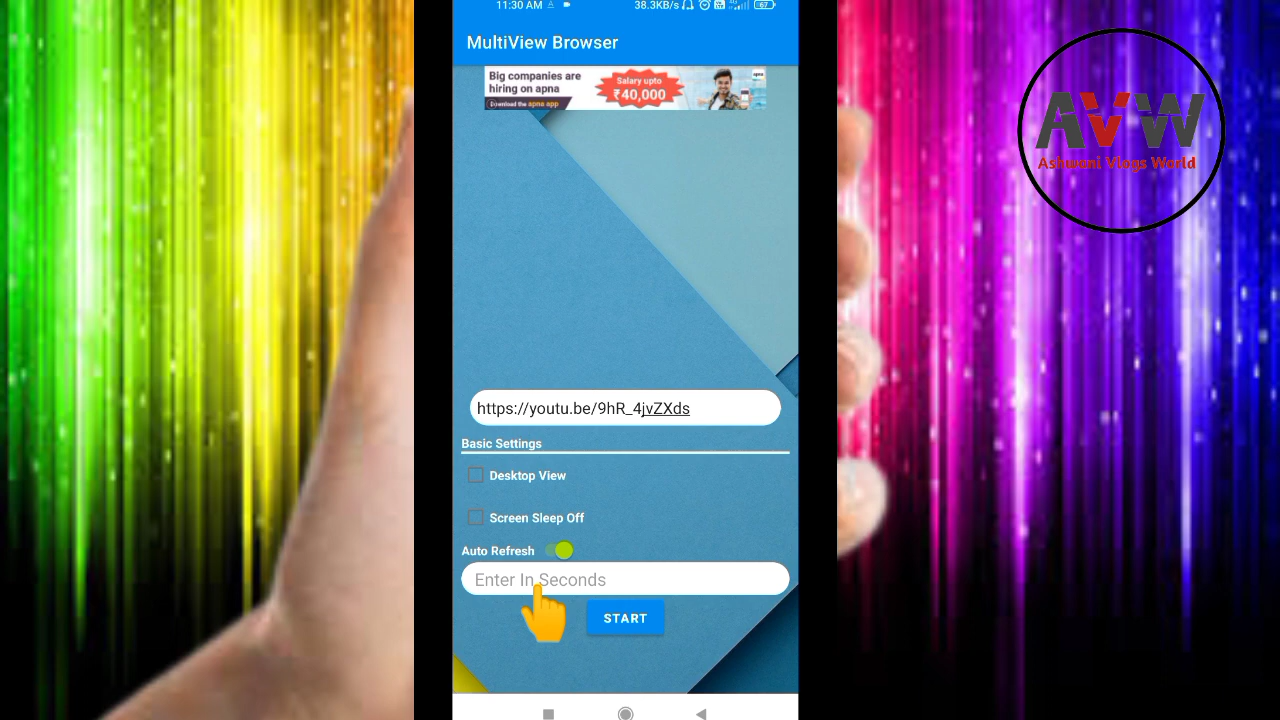 11:30 AM
38.3KB/s
67
MultiView Browser
Big companies are
hiring on apna
Download the apna app
Salary upto
₹40,000
apna
AVW
Ashwani Vlogs World
https://youtu.be/9hR_4jvZXds
Basic Settings
Desktop View
Screen Sleep Off
Auto Refresh
Enter In Seconds
START